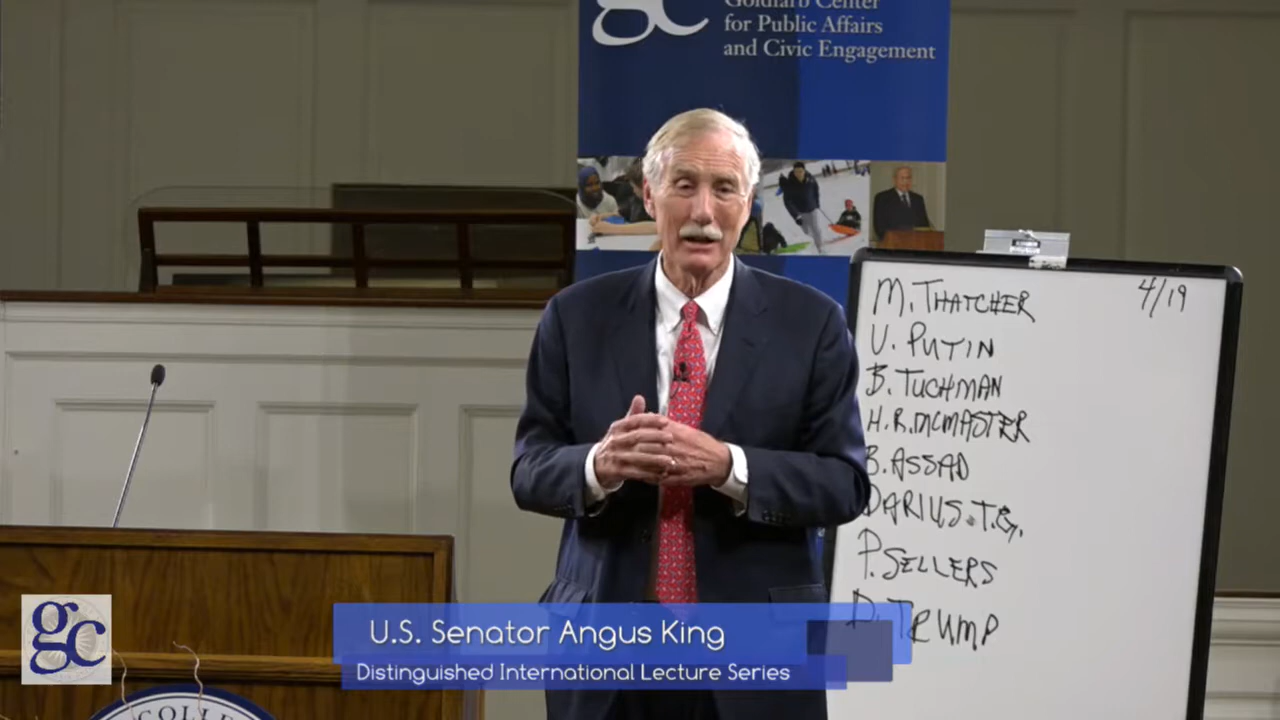 gc
Goldfarb Center
for Public Affairs
and Civic Engagement
M. THATCHER 4/19
V. PUTIN
B. TUCHMAN
H.R. MCMASTER
B. ASSAD
DARIUS.T.G.
P. SELLERS
D. TRUMP
gc
U.S. Senator Angus King
Distinguished International Lecture Series